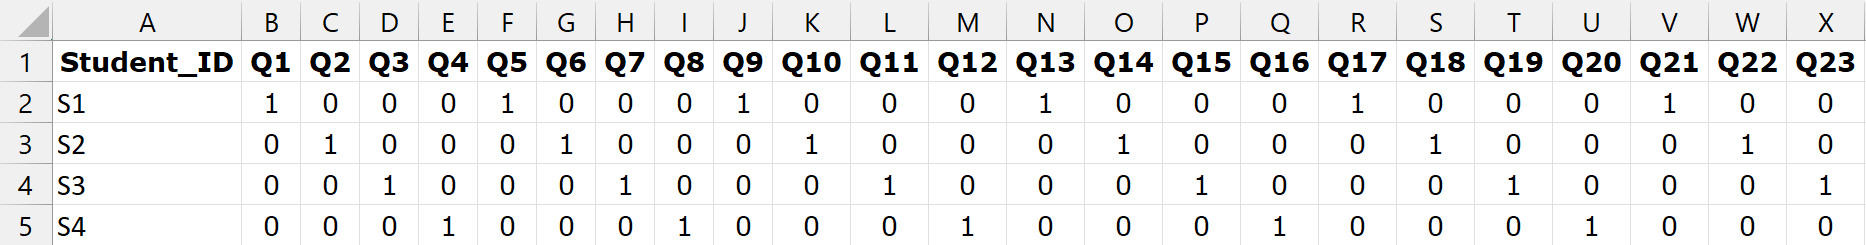 A B C D E F G H I J K L M N O P Q R S T U V W X
1 Student_ID Q1 Q2 Q3 Q4 Q5 Q6 Q7 Q8 Q9 Q10 Q11 Q12 Q13 Q14 Q15 Q16 Q17 Q18 Q19 Q20 Q21 Q22 Q23
2 S1 1 0 0 0 1 0 0 0 1 0 0 0 1 0 0 0 1 0 0 0 1 0 0
3 S2 0 1 0 0 0 1 0 0 0 1 0 0 0 1 0 0 0 1 0 0 0 1 0
4 S3 0 0 1 0 0 0 1 0 0 0 1 0 0 0 1 0 0 0 1 0 0 0 1
5 S4 0 0 0 1 0 0 0 1 0 0 0 1 0 0 0 1 0 0 0 1 0 0 0